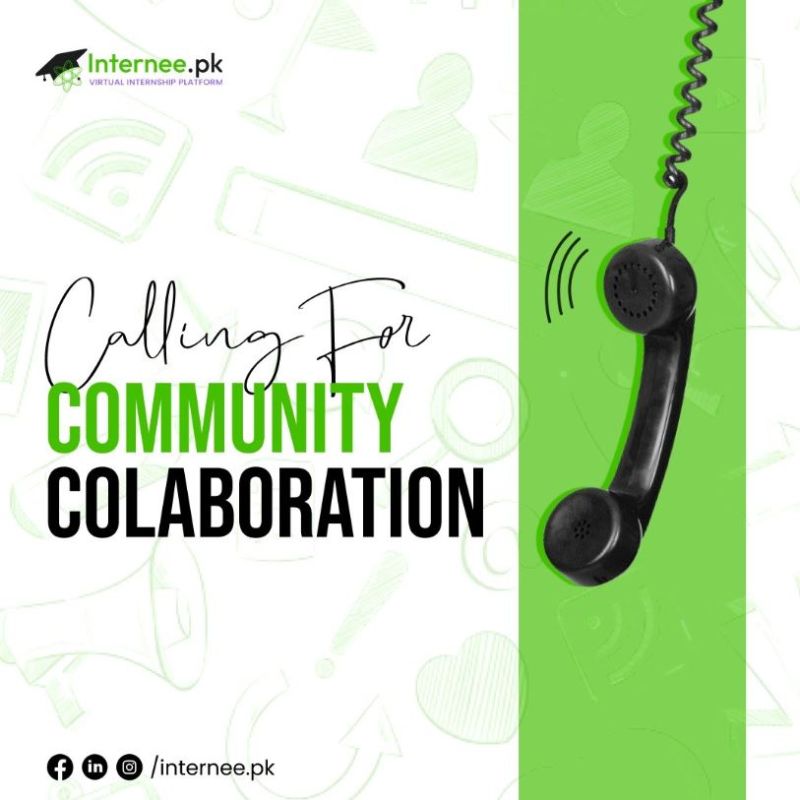 Internee.pk
VIRTUAL INTERNSHIP PLATFORM
Calling For
COMMUNITY
COLABORATION
/internee.pk